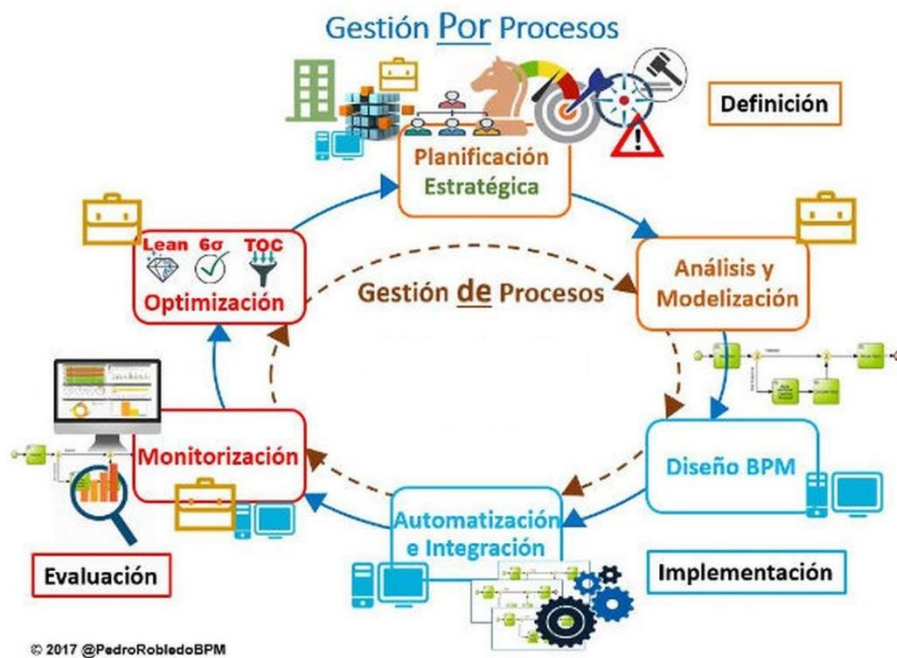 Gestión Por Procesos
Definición
Planificación
Estratégica
Lean 6σ TOC
Optimización
Análisis y
Modelización
Gestión de Procesos
Monitorización
Diseño BPM
Automatización
e Integración
Evaluación
Implementación
© 2017 @PedroRobledoBPM